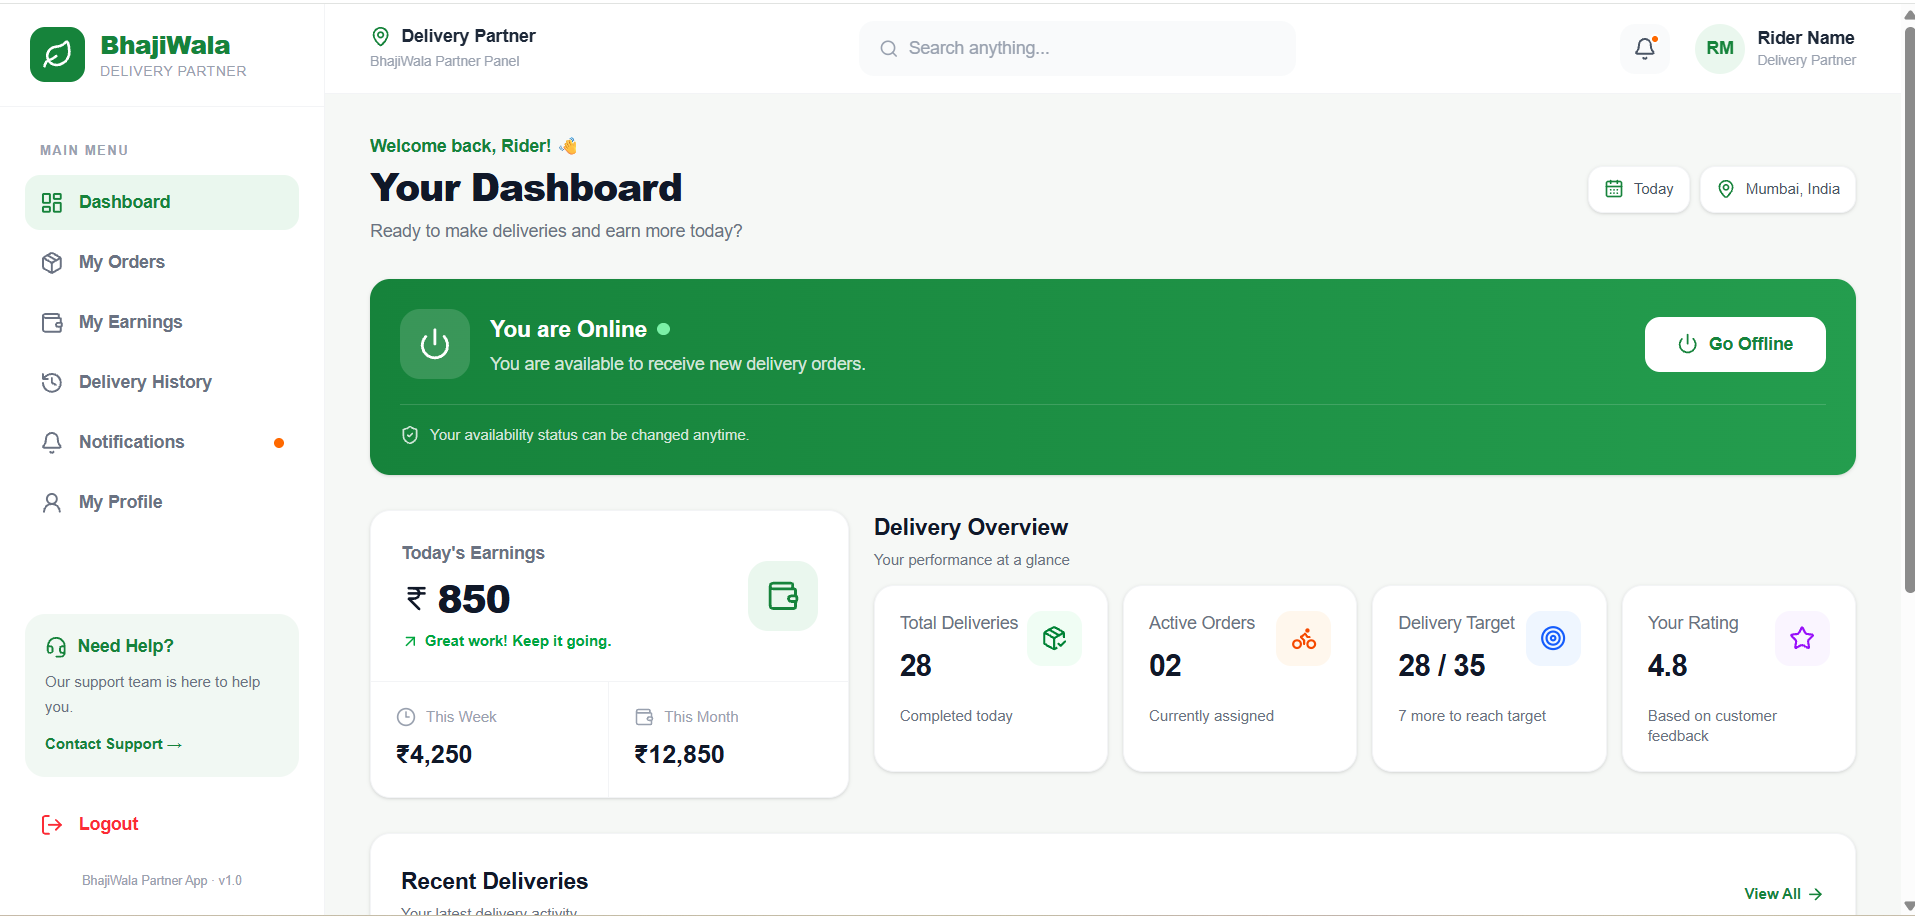 BhajiWala
DELIVERY PARTNER
MAIN MENU
Dashboard
My Orders
My Earnings
Delivery History
Notifications
My Profile
Need Help?
Our support team is here to help
you.
Contact Support →
Logout
BhajiWala Partner App · v1.0
Delivery Partner
BhajiWala Partner Panel
Search anything...
RM
Rider Name
Delivery Partner
Welcome back, Rider! 👋
Your Dashboard
Ready to make deliveries and earn more today?
Today
Mumbai, India
You are Online
You are available to receive new delivery orders.
Go Offline
Your availability status can be changed anytime.
Today's Earnings
₹ 850
Great work! Keep it going.
This Week
₹4,250
This Month
₹12,850
Delivery Overview
Your performance at a glance
Total Deliveries
28
Completed today
Active Orders
02
Currently assigned
Delivery Target
28 / 35
7 more to reach target
Your Rating
4.8
Based on customer
feedback
Recent Deliveries
Your latest delivery activity
View All →